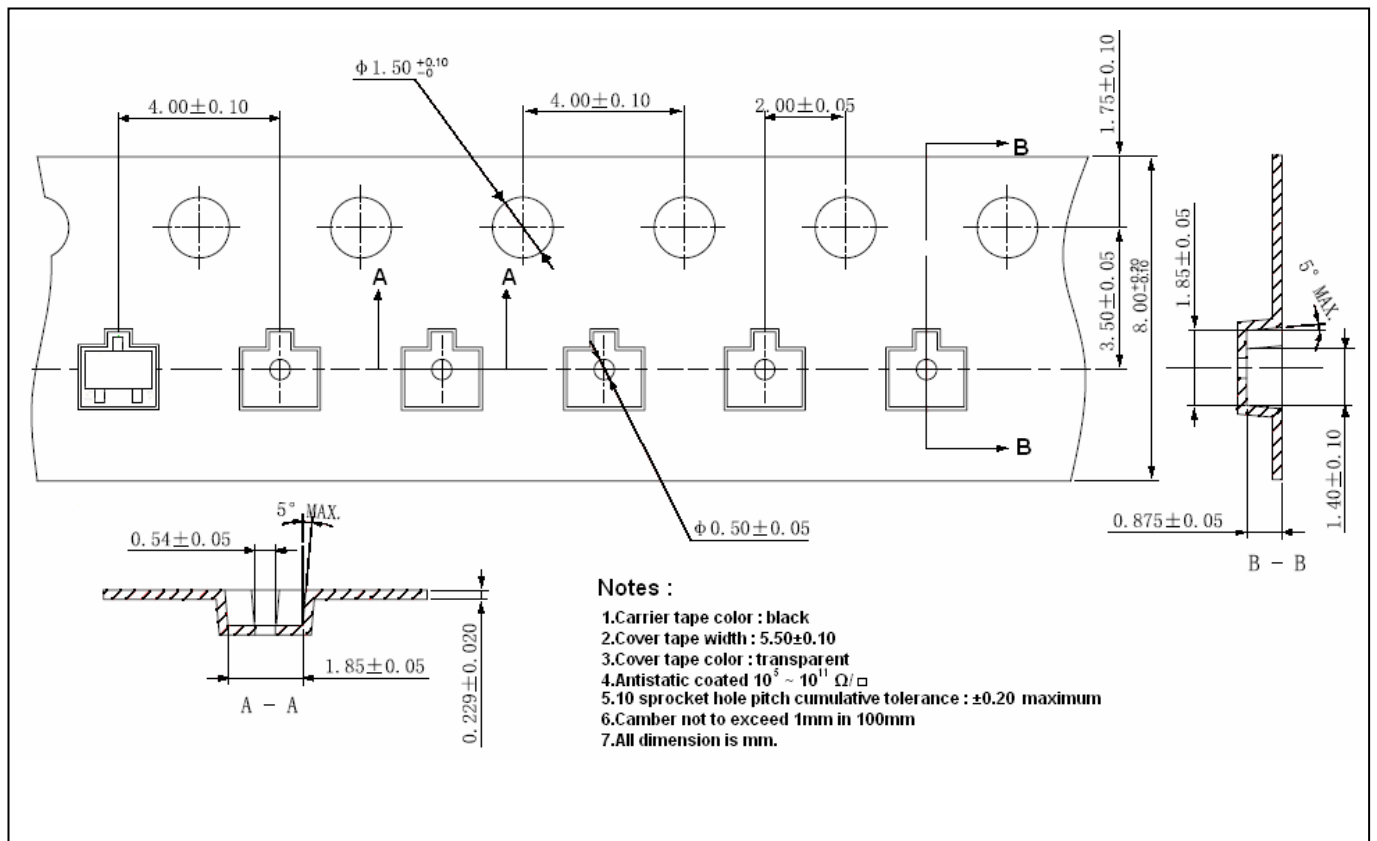 φ1.50 +0.10 -0
4.00±0.10
4.00±0.10
2.00±0.05
1.75±0.10
B
A
A
3.50±0.05
8.00 +0.20 -0.10
1.85±0.05
5° MAX.
B
1.40±0.10
0.875±0.05
B - B
5° MAX.
0.54±0.05
φ0.50±0.05
1.85±0.05
0.229±0.020
A - A
Notes :
1.Carrier tape color : black
2.Cover tape width : 5.50±0.10
3.Cover tape color : transparent
4.Antistatic coated 10⁵ ~ 10¹¹ Ω/□
5.10 sprocket hole pitch cumulative tolerance : ±0.20 maximum
6.Camber not to exceed 1mm in 100mm
7.All dimension is mm.